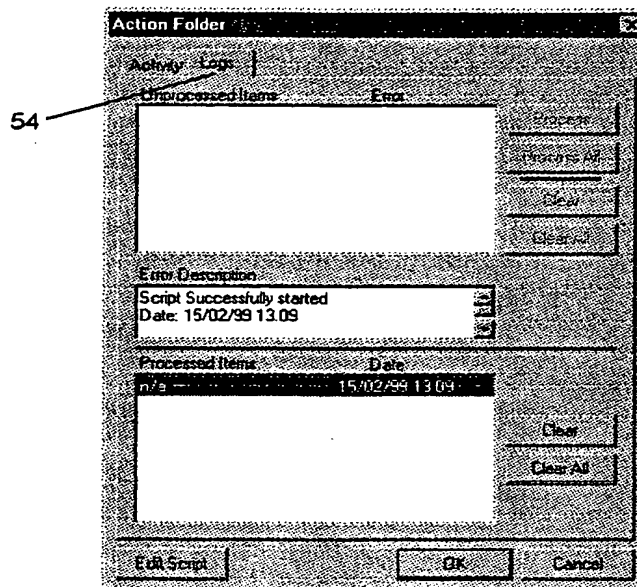 Action Folder
Activity Logs
54
Unprocessed Items Error
Process
Process All
Clear
Clear All
Error Description
Script Successfully started
Date: 15/02/99 13.09
Processed Items Date
n/a 15/02/99 13.09
Clear
Clear All
Edit Script OK Cancel